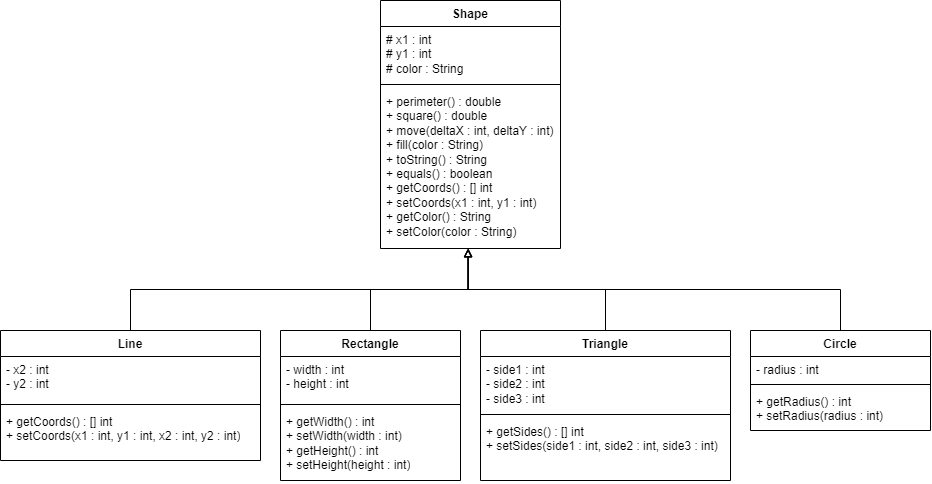 Shape
# x1 : int
# y1 : int
# color : String
+ perimeter() : double
+ square() : double
+ move(deltaX : int, deltaY : int)
+ fill(color : String)
+ toString() : String
+ equals() : boolean
+ getCoords() : [] int
+ setCoords(x1 : int, y1 : int)
+ getColor() : String
+ setColor(color : String)
Line
- x2 : int
- y2 : int
+ getCoords() : [] int
+ setCoords(x1 : int, y1 : int, x2 : int, y2 : int)
Rectangle
- width : int
- height : int
+ getWidth() : int
+ setWidth(width : int)
+ getHeight() : int
+ setHeight(height : int)
Triangle
- side1 : int
- side2 : int
- side3 : int
+ getSides() : [] int
+ setSides(side1 : int, side2 : int, side3 : int)
Circle
- radius : int
+ getRadius() : int
+ setRadius(radius : int)